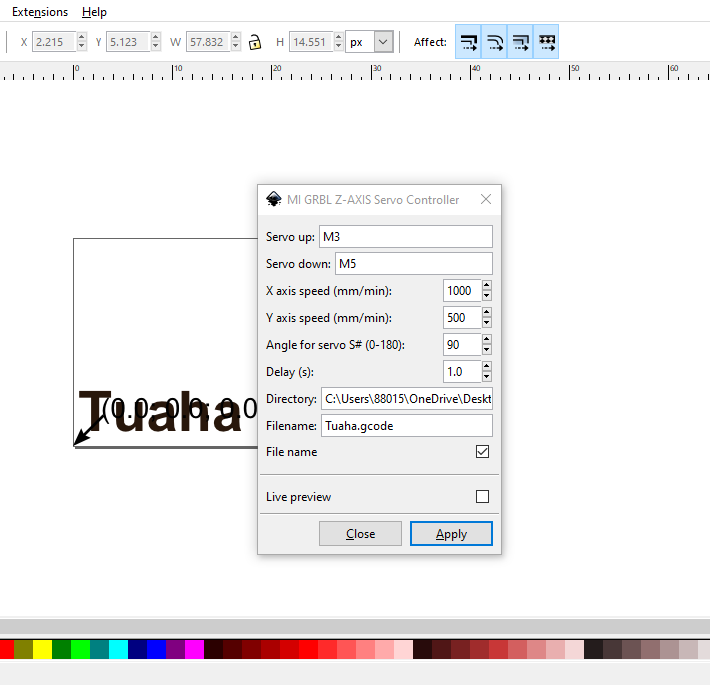 Extensions Help
X 2.215 Y 5.123 W 57.832 H 14.551 px Affect:
0 10 20 30 40 50 60
MI GRBL Z-AXIS Servo Controller
Servo up: M3
Servo down: M5
X axis speed (mm/min): 1000
Y axis speed (mm/min): 500
Angle for servo S# (0-180): 90
Delay (s): 1.0
Directory: C:\Users\88015\OneDrive\Deskt
Filename: Tuaha.gcode
File name
Live preview
Close Apply
Tuaha
(0.0, 0.0; 0.0